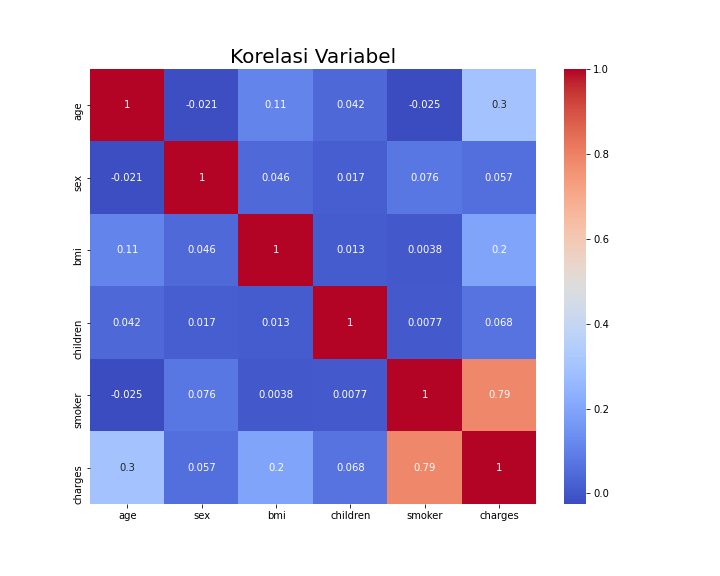 Korelasi Variabel
age 1 -0.021 0.11 0.042 -0.025 0.3
sex -0.021 1 0.046 0.017 0.076 0.057
bmi 0.11 0.046 1 0.013 0.0038 0.2
children 0.042 0.017 0.013 1 0.0077 0.068
smoker -0.025 0.076 0.0038 0.0077 1 0.79
charges 0.3 0.057 0.2 0.068 0.79 1
age sex bmi children smoker charges
1.0
0.8
0.6
0.4
0.2
0.0